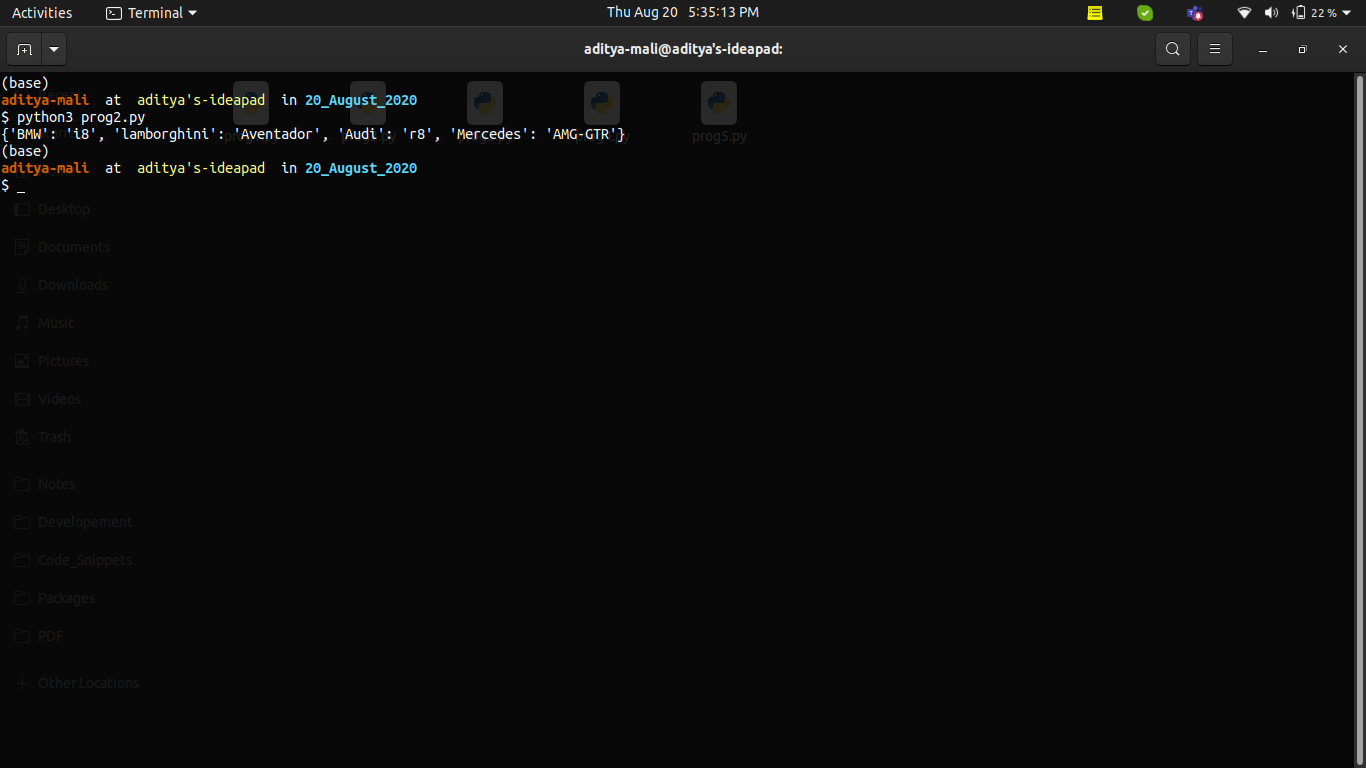 Activities Terminal Thu Aug 20 5:35:13 PM 22 %
aditya-mali@aditya's-ideapad:
(base)
aditya-mali at aditya's-ideapad in 20_August_2020
$ python3 prog2.py
{'BMW': 'i8', 'lamborghini': 'Aventador', 'Audi': 'r8', 'Mercedes': 'AMG-GTR'}
prog5.py
(base)
aditya-mali at aditya's-ideapad in 20_August_2020
$ _
Desktop
Documents
Downloads
Music
Pictures
Videos
Trash
Notes
Developement
Code_Snippets
Packages
PDF
+ Other Locations